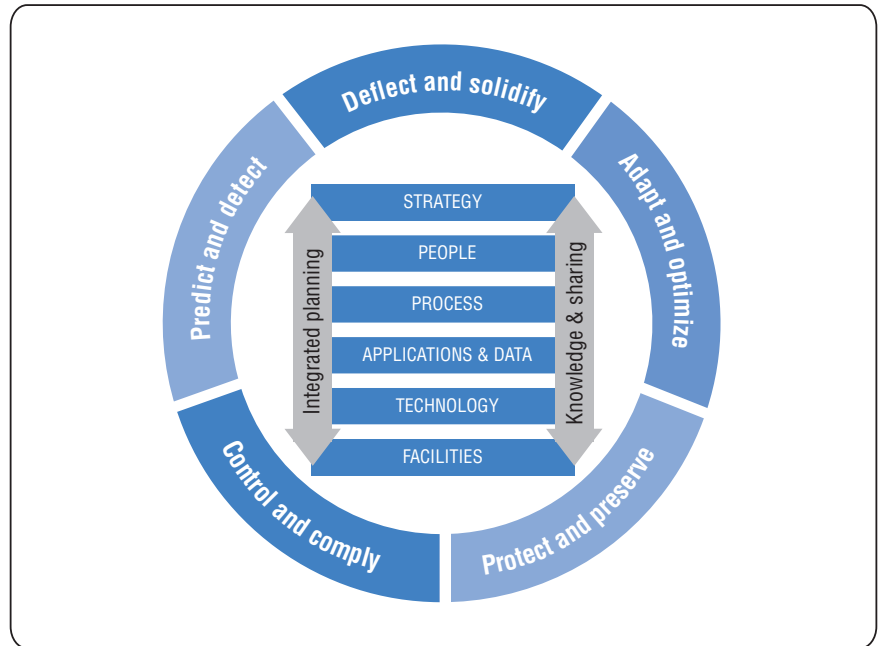 Deflect and solidify
Adapt and optimize
Protect and preserve
Control and comply
Predict and detect
STRATEGY
PEOPLE
PROCESS
APPLICATIONS & DATA
TECHNOLOGY
FACILITIES
Integrated planning
Knowledge & sharing